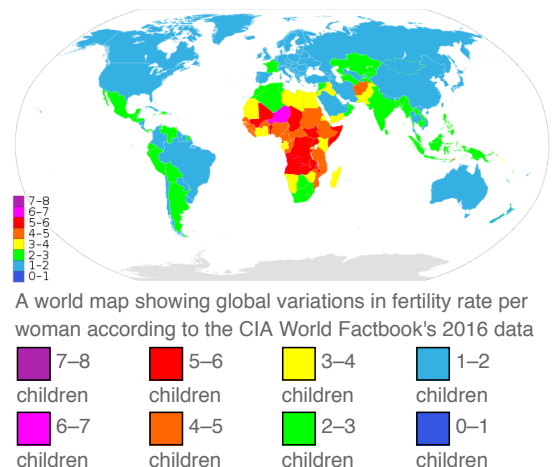 7–8
6–7
5–6
4–5
3–4
2–3
1–2
0–1
A world map showing global variations in fertility rate per
woman according to the CIA World Factbook's 2016 data
7–8 children
5–6 children
3–4 children
1–2 children
6–7 children
4–5 children
2–3 children
0–1 children